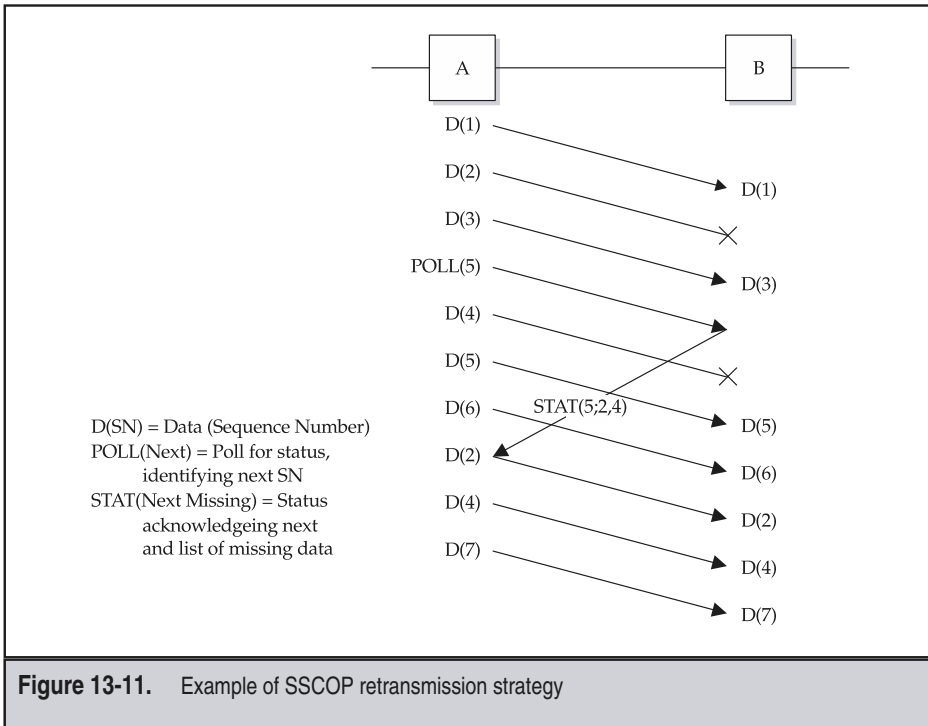 A B
D(1)
D(1)
D(2)
D(3)
D(3)
POLL(5)
D(4)
D(5)
STAT(5;2,4)
D(6)
D(5)
D(2)
D(6)
D(4)
D(2)
D(7)
D(4)
D(7)
D(SN) = Data (Sequence Number)
POLL(Next) = Poll for status,
identifying next SN
STAT(Next Missing) = Status
acknowledgeing next
and list of missing data
Figure 13-11. Example of SSCOP retransmission strategy